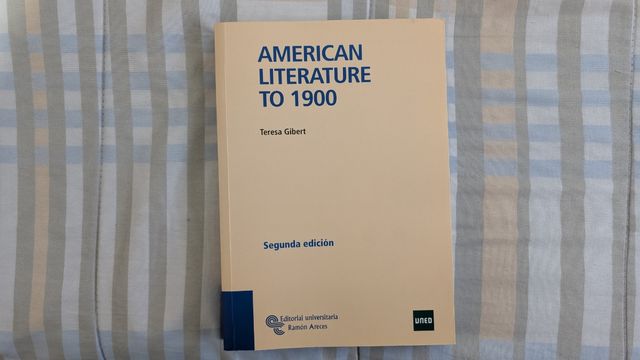 AMERICAN
LITERATURE
TO 1900
Teresa Gibert
Segunda edición
Editorial universitaria
Ramón Areces
UNED